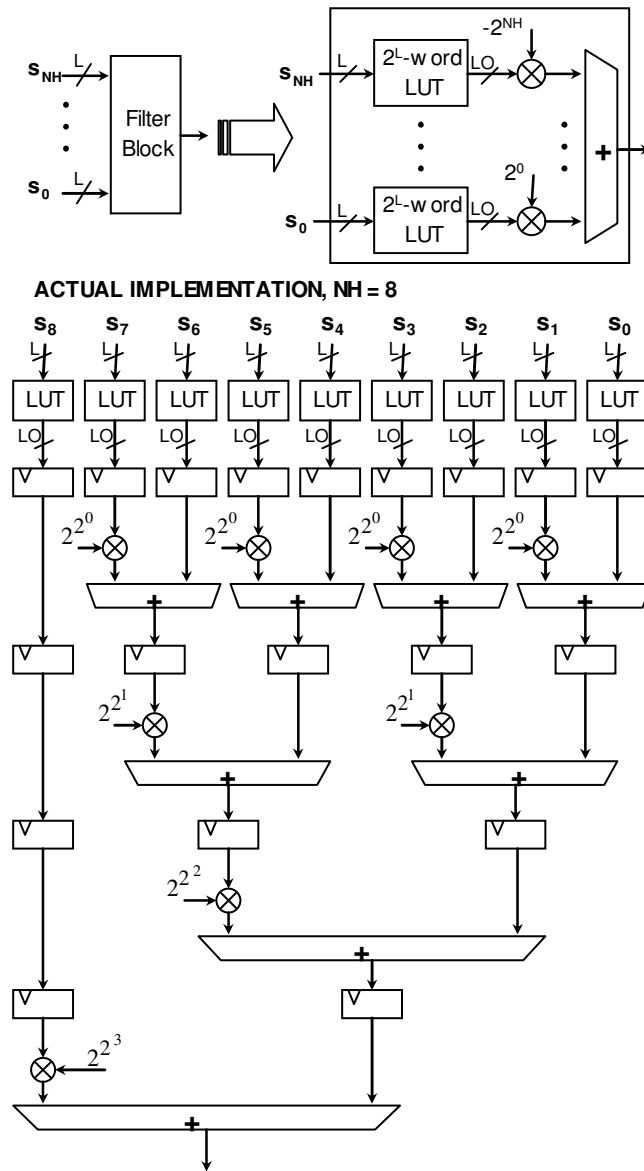 -2^NH
L
s_NH
L
2^L-word
LUT
LO
s_NH
Filter
Block
2^0
+
s_0
L
s_0
L
2^L-word
LUT
LO
ACTUAL IMPLEMENTATION, NH = 8
s_8 s_7 s_6 s_5 s_4 s_3 s_2 s_1 s_0
L L L L L L L L L
LUT LUT LUT LUT LUT LUT LUT LUT LUT
LO LO LO LO LO LO LO LO LO
2^2^0 2^2^0 2^2^0 2^2^0
+ + + +
2^2^1 2^2^1
+ +
2^2^2
+
2^2^3
+